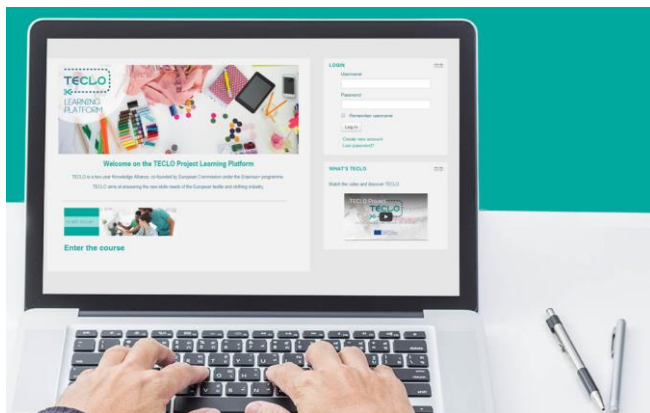 TECLO
LEARNING
PLATFORM
Welcome on the TECLO Project Learning Platform
TECLO is a two-year Knowledge Alliance, co-founded by European Commission under the Erasmus+ programme.
TECLO aims at answering the new skills needs of the European textile and clothing industry.
Enter the course
LOGIN
Username
Password
Remember username
Log in
Create new account
Lost password?
WHAT'S TECLO
Watch the video and discover TECLO
TECLO Project
TECLO